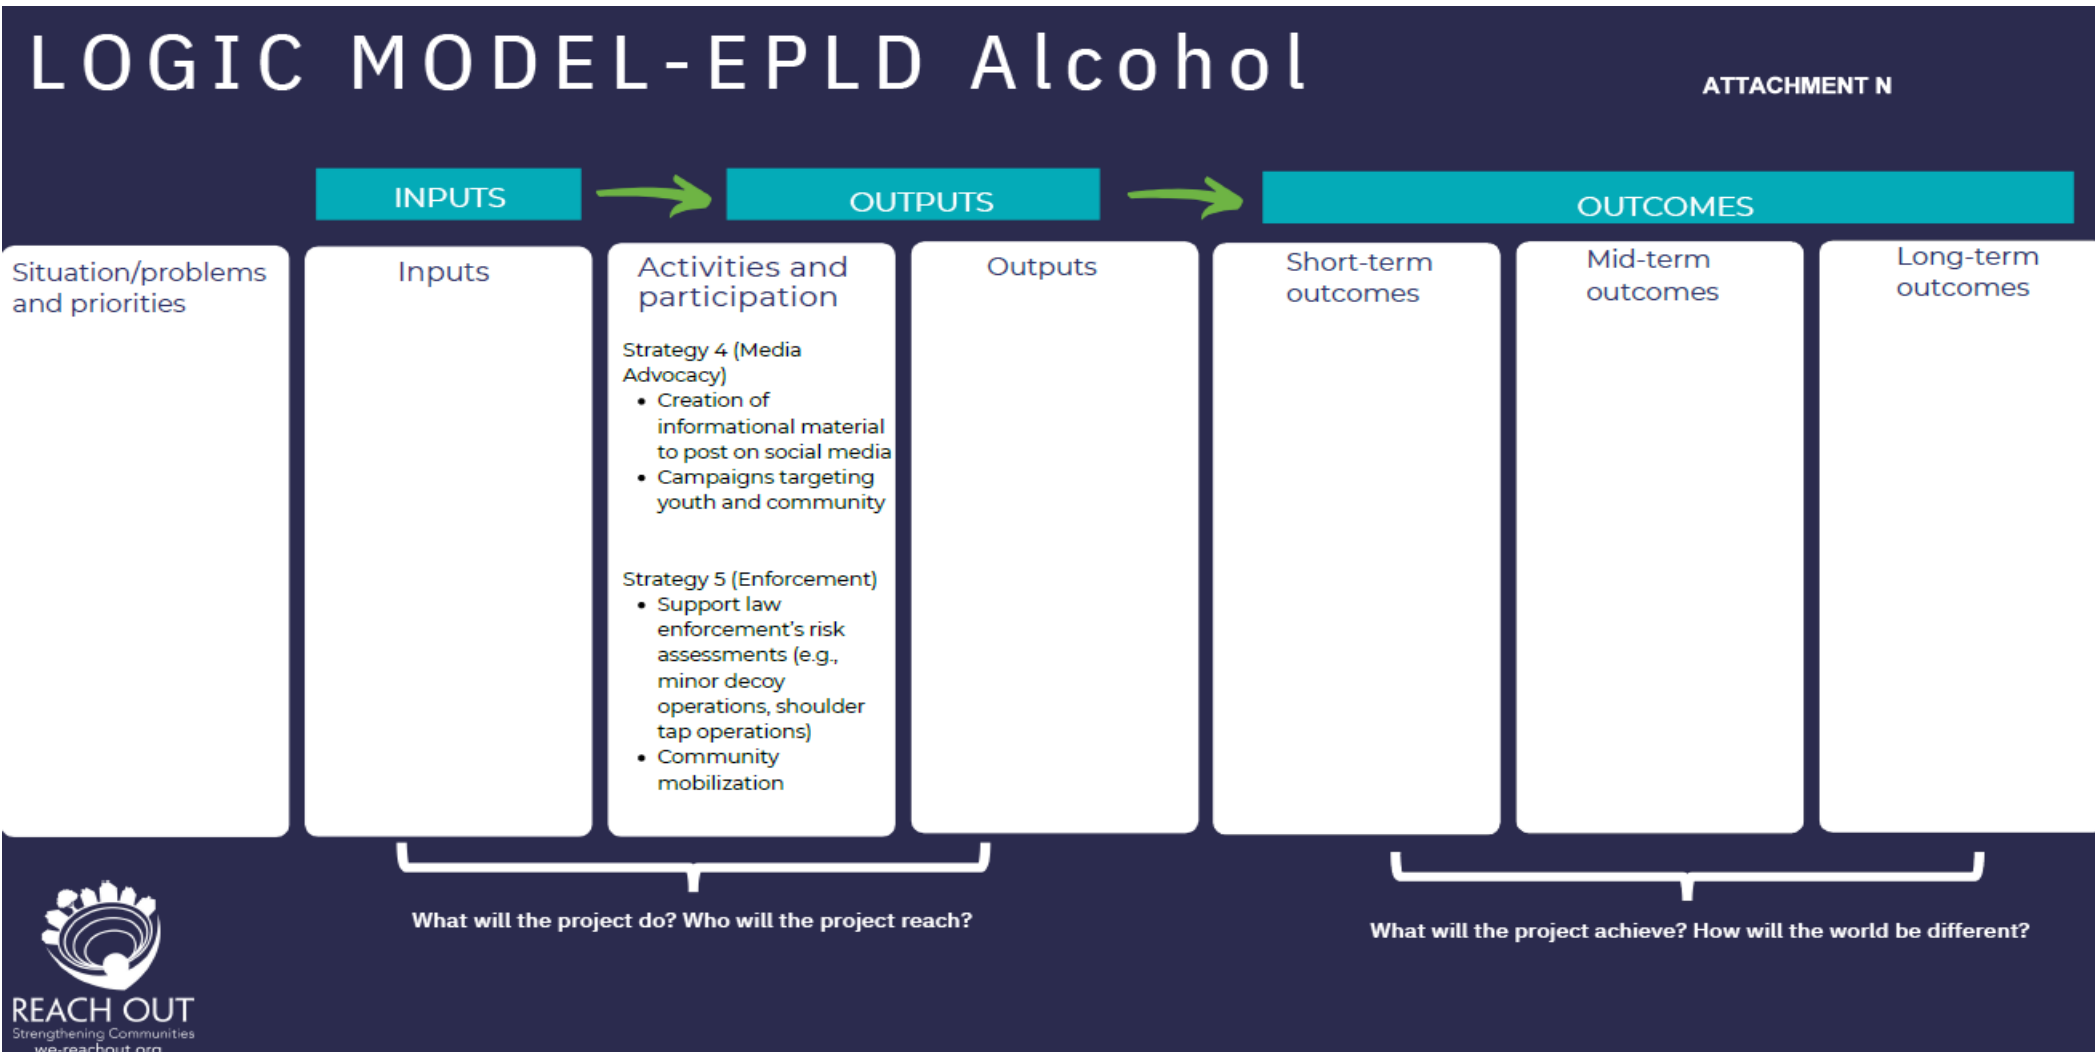 LOGIC MODEL-EPLD Alcohol
ATTACHMENT N
INPUTS
OUTPUTS
OUTCOMES
Situation/problems
and priorities
Inputs
Activities and
participation
Strategy 4 (Media
Advocacy)
• Creation of
informational material
to post on social media
• Campaigns targeting
youth and community
Strategy 5 (Enforcement)
• Support law
enforcement’s risk
assessments (e.g.,
minor decoy
operations, shoulder
tap operations)
• Community
mobilization
Outputs
Short-term
outcomes
Mid-term
outcomes
Long-term
outcomes
What will the project do? Who will the project reach?
What will the project achieve? How will the world be different?
REACH OUT
Strengthening Communities
we-reachout.org